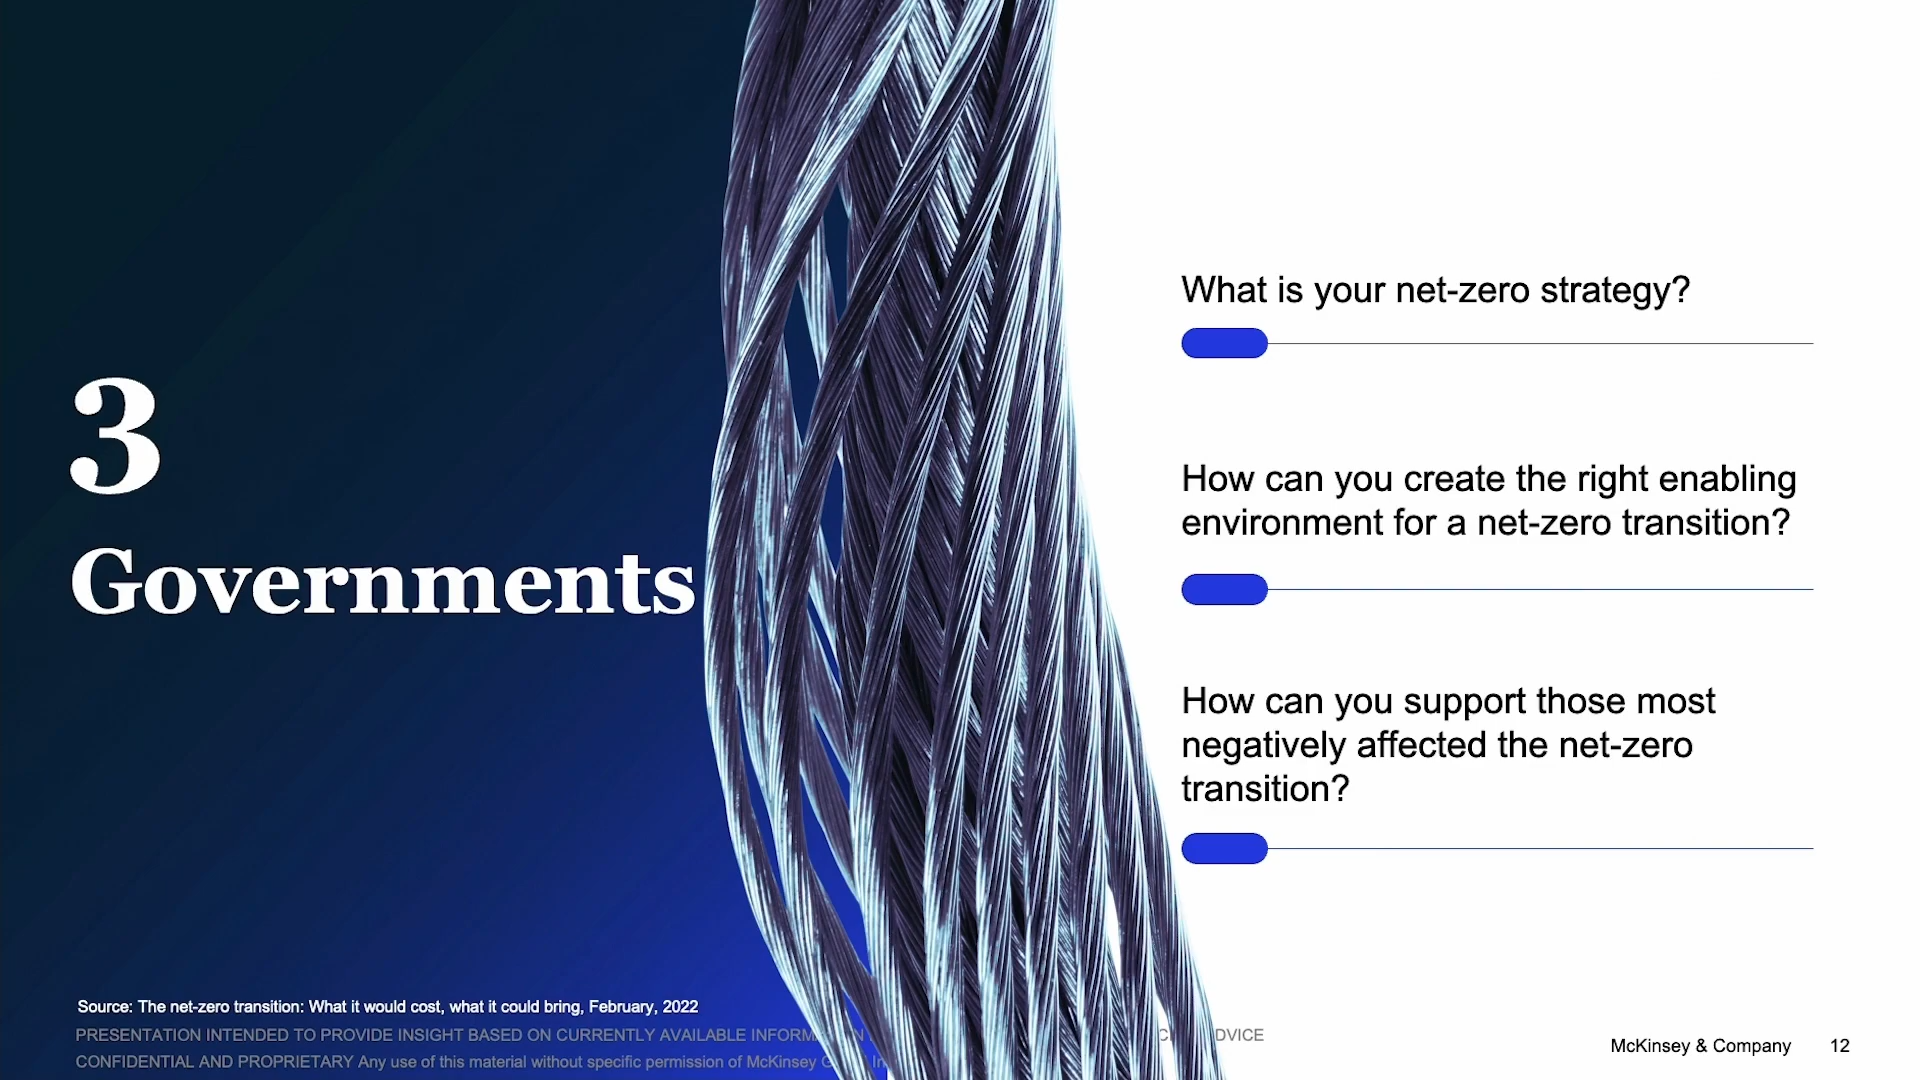 3
Governments
What is your net-zero strategy?
How can you create the right enabling
environment for a net-zero transition?
How can you support those most
negatively affected the net-zero
transition?
Source: The net-zero transition: What it would cost, what it could bring, February, 2022
PRESENTATION INTENDED TO PROVIDE INSIGHT BASED ON CURRENTLY AVAILABLE
CONFIDENTIAL AND PROPRIETARY Any use of this material without specific permission of McKinsey
McKinsey & Company
12